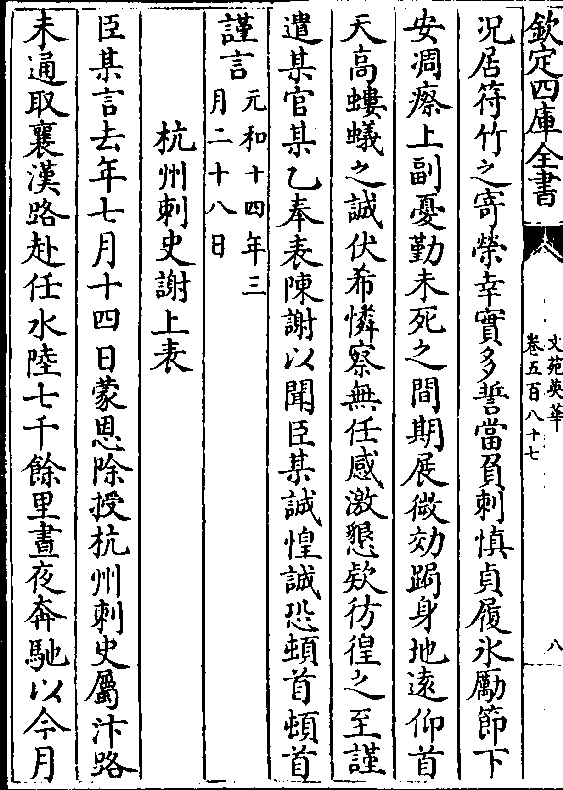 欽定四庫全書
文苑英華
卷五百八十七
八
况居符竹之寄榮幸實多誓當負刺慎貞履氷勵節下
安凋瘵上副憂勤未死之間期展微効跼身地逺仰首
天高螻蟻之誠伏希憐察無任感激懇欵彷徨之至謹
遣某官某乙奉表陳謝以聞臣某誠惶誠恐頓首頓首
謹言元和十四年三
月二十八日
杭州刺史謝上表
臣某言去年七月十四日蒙恩除授杭州刺史屬汴路
未通取襄漢路赴任水陸七千餘里晝夜奔馳以今月